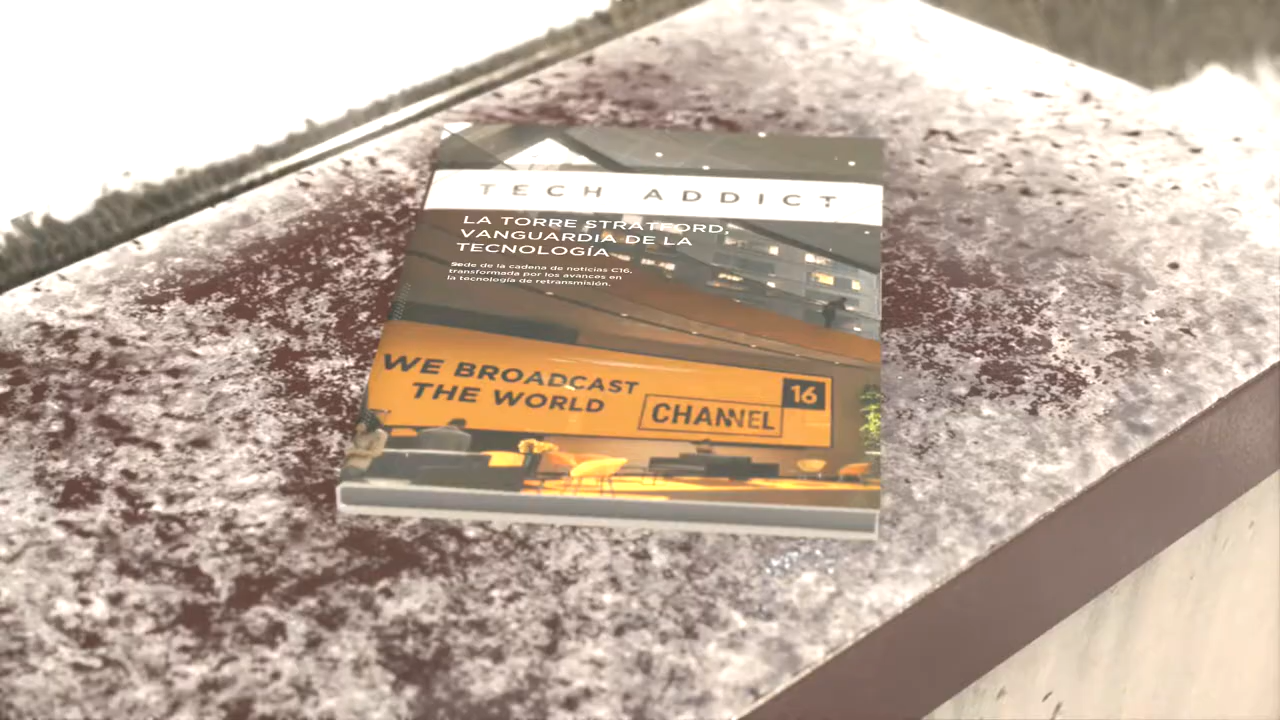 TECH ADDICT
LA TORRE STRATFORD,
VANGUARDIA DE LA
TECNOLOGÍA
Sede de la cadena de noticias C16,
transformada por los avances en
la tecnología de retransmisión.
WE BROADCAST
THE WORLD
CHANNEL
16